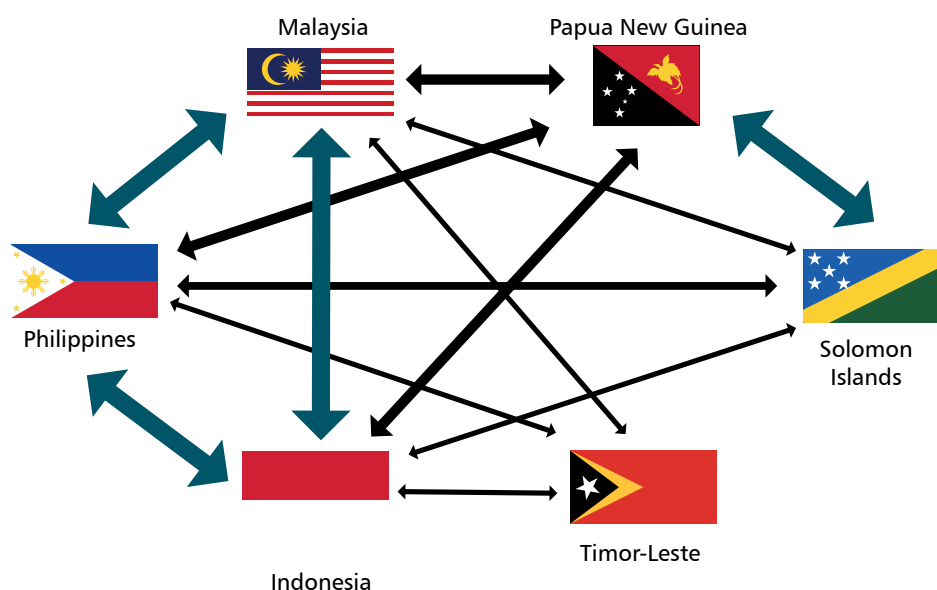 Malaysia
Papua New Guinea
Philippines
Solomon
Islands
Timor-Leste
Indonesia